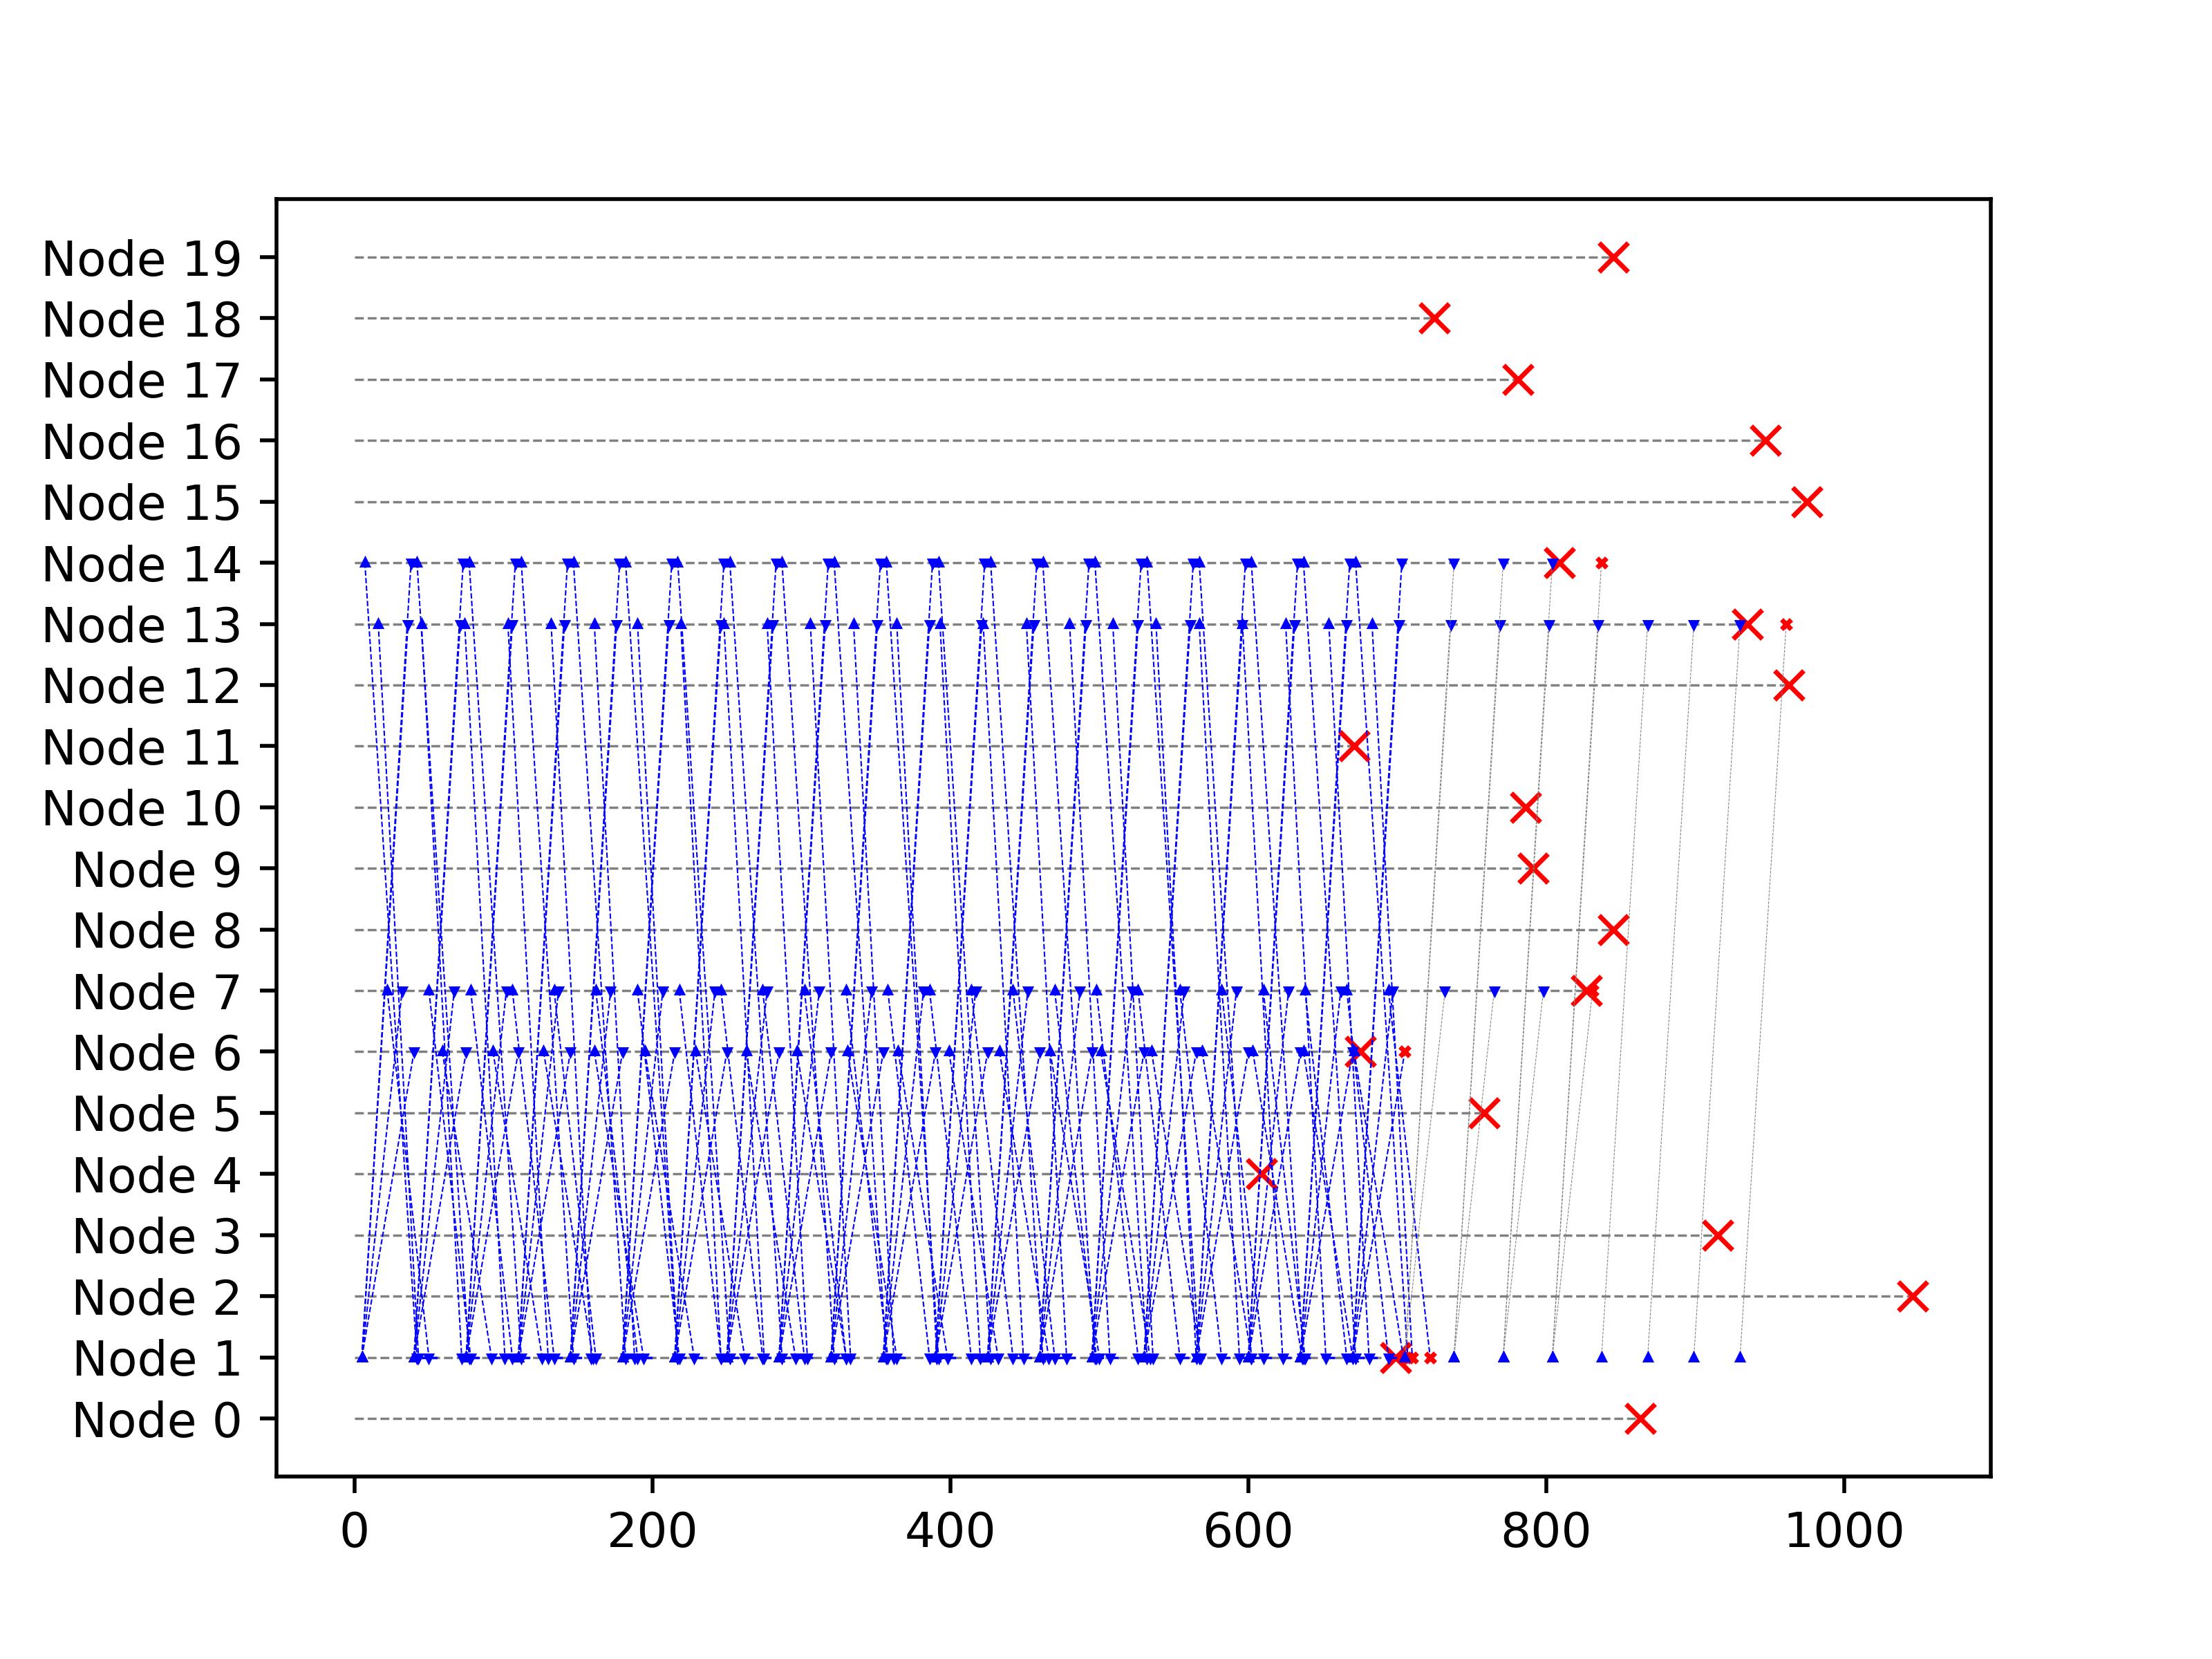 Node 19
Node 18
Node 17
Node 16
Node 15
Node 14
Node 13
Node 12
Node 11
Node 10
Node 9
Node 8
Node 7
Node 6
Node 5
Node 4
Node 3
Node 2
Node 1
Node 0
0 200 400 600 800 1000